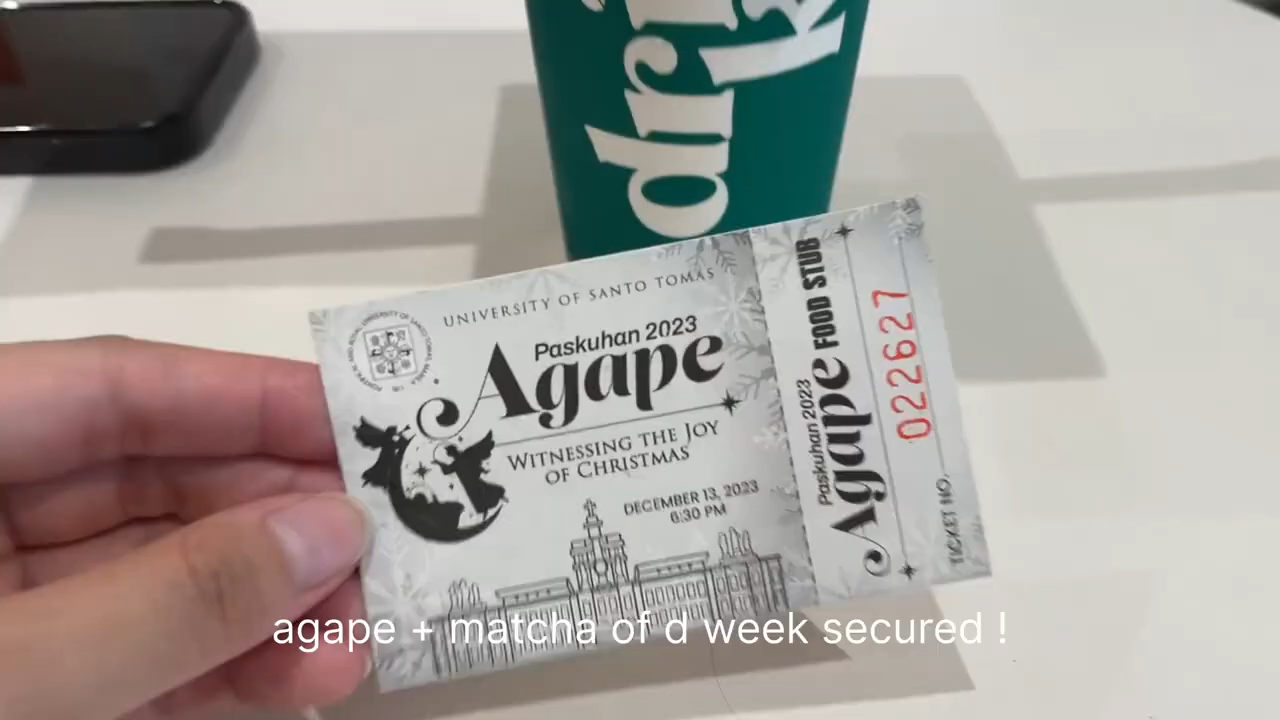 dri
k
UNIVERSITY OF SANTO TOMAS
Paskuhan 2023
Agape
WITNESSING THE JOY
OF CHRISTMAS
DECEMBER 13, 2023
6:30 PM
Paskuhan 2023
Agape FOOD STUB
022627
TICKET NO.
agape + matcha of d week secured !